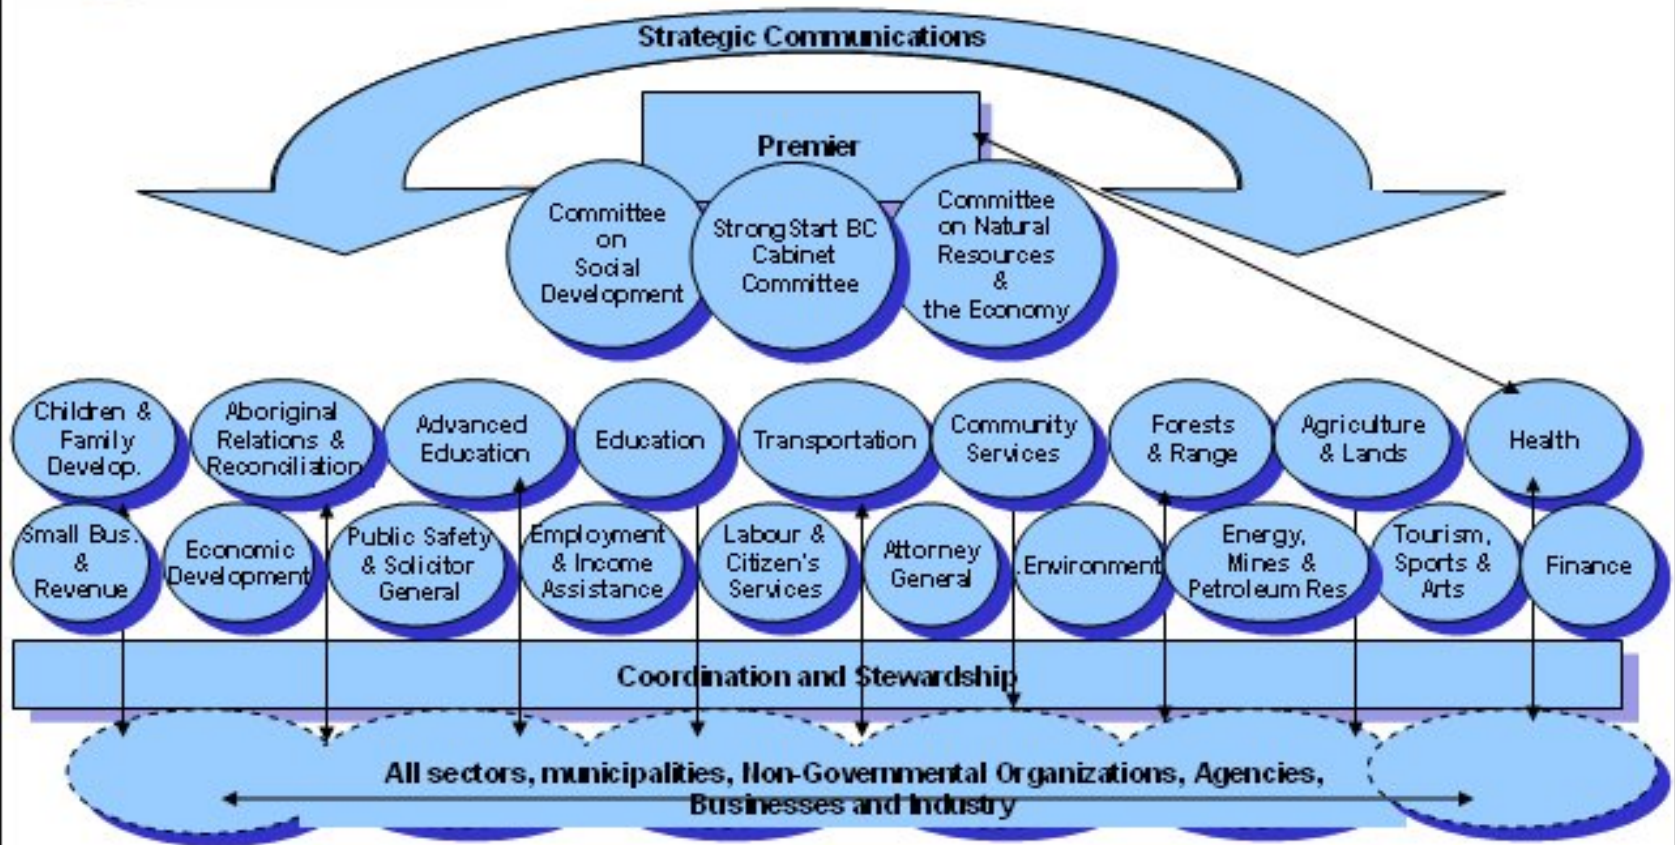 Strategic Communications
Premier
Committee
on
Social
Development
StrongStart BC
Cabinet
Committee
Committee
on Natural
Resources
&
the Economy
Children &
Family
Develop.
Aboriginal
Relations &
Reconciliation
Advanced
Education
Education
Transportation
Community
Services
Forests
& Range
Agriculture
& Lands
Health
Small Bus.
&
Revenue
Economic
Development
Public Safety
& Solicitor
General
Employment
& Income
Assistance
Labour &
Citizen's
Services
Attorney
General
.Environment
Energy,
Mines &
Petroleum Res
Tourism,
Sports &
Arts
Finance
Coordination and Stewardship
All sectors, municipalities, Non-Governmental Organizations, Agencies,
Businesses and Industry